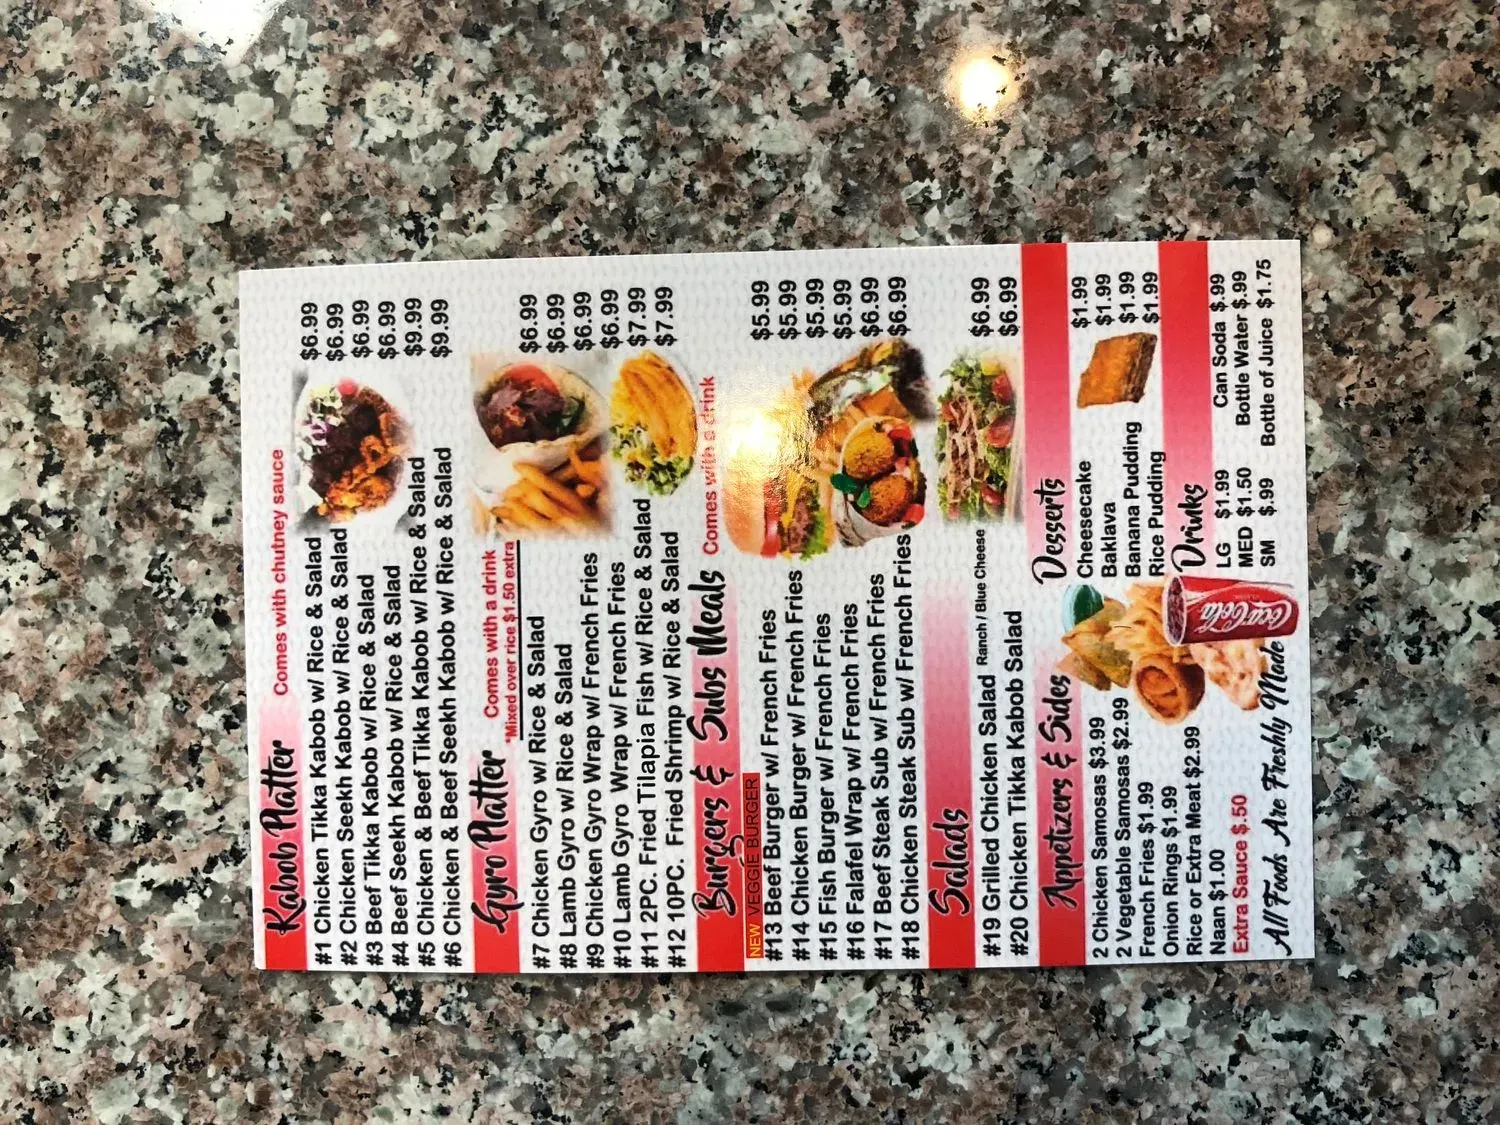 Kabob Platter Comes with chutney sauce
#1 Chicken Tikka Kabob w/ Rice & Salad $6.99
#2 Chicken Seekh Kabob w/ Rice & Salad $6.99
#3 Beef Tikka Kabob w/ Rice & Salad $6.99
#4 Beef Seekh Kabob w/ Rice & Salad $6.99
#5 Chicken & Beef Tikka Kabob w/ Rice & Salad $9.99
#6 Chicken & Beef Seekh Kabob w/ Rice & Salad $9.99
Gyro Platter Comes with a drink
*Mixed over rice $1.50 extra
#7 Chicken Gyro w/ Rice & Salad $6.99
#8 Lamb Gyro w/ Rice & Salad $6.99
#9 Chicken Gyro Wrap w/ French Fries $6.99
#10 Lamb Gyro Wrap w/ French Fries $6.99
#11 2PC. Fried Tilapia Fish w/ Rice & Salad $7.99
#12 10PC. Fried Shrimp w/ Rice & Salad $7.99
Burgers & Subs Meals Comes with a drink
NEW VEGGIE BURGER
#13 Beef Burger w/ French Fries $5.99
#14 Chicken Burger w/ French Fries $5.99
#15 Fish Burger w/ French Fries $5.99
#16 Falafel Wrap w/ French Fries $5.99
#17 Beef Steak Sub w/ French Fries $6.99
#18 Chicken Steak Sub w/ French Fries $6.99
Salads
#19 Grilled Chicken Salad Ranch / Blue Cheese $6.99
#20 Chicken Tikka Kabob Salad $6.99
Appetizers & Sides
2 Chicken Samosas $3.99
2 Vegetable Samosas $2.99
French Fries $1.99
Onion Rings $1.99
Rice or Extra Meat $2.99
Naan $1.00
Extra Sauce $.50
All Foods Are Freshly Made
Desserts
Cheesecake $1.99
Baklava $1.99
Banana Pudding $1.99
Rice Pudding $1.99
Drinks
LG $1.99 Can Soda $.99
MED $1.50 Bottle Water $.99
SM $.99 Bottle of Juice $1.75
Coca-Cola